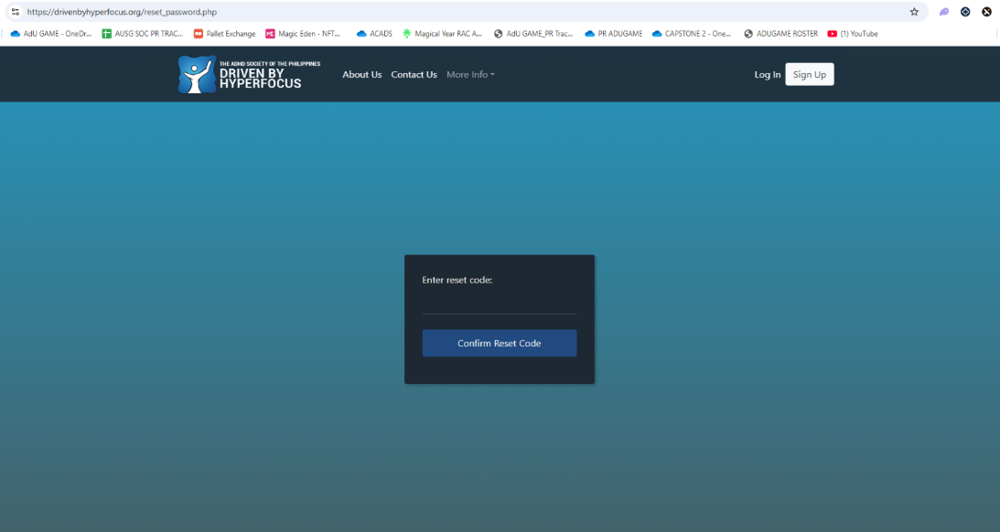 https://drivenbyhyperfocus.org/reset_password.php
AdU GAME - OneDr... AUSG SOC PR TRAC... Pallet Exchange Magic Eden - NFT... ACADS Magical Year RAC A... AdU GAME_PR Trac... PR ADUGAME CAPSTONE 2 - One... ADUGAME ROSTER (1) YouTube
THE ADHD SOCIETY OF THE PHILIPPINES
DRIVEN BY
HYPERFOCUS
About Us Contact Us More Info Log In Sign Up
Enter reset code:
Confirm Reset Code